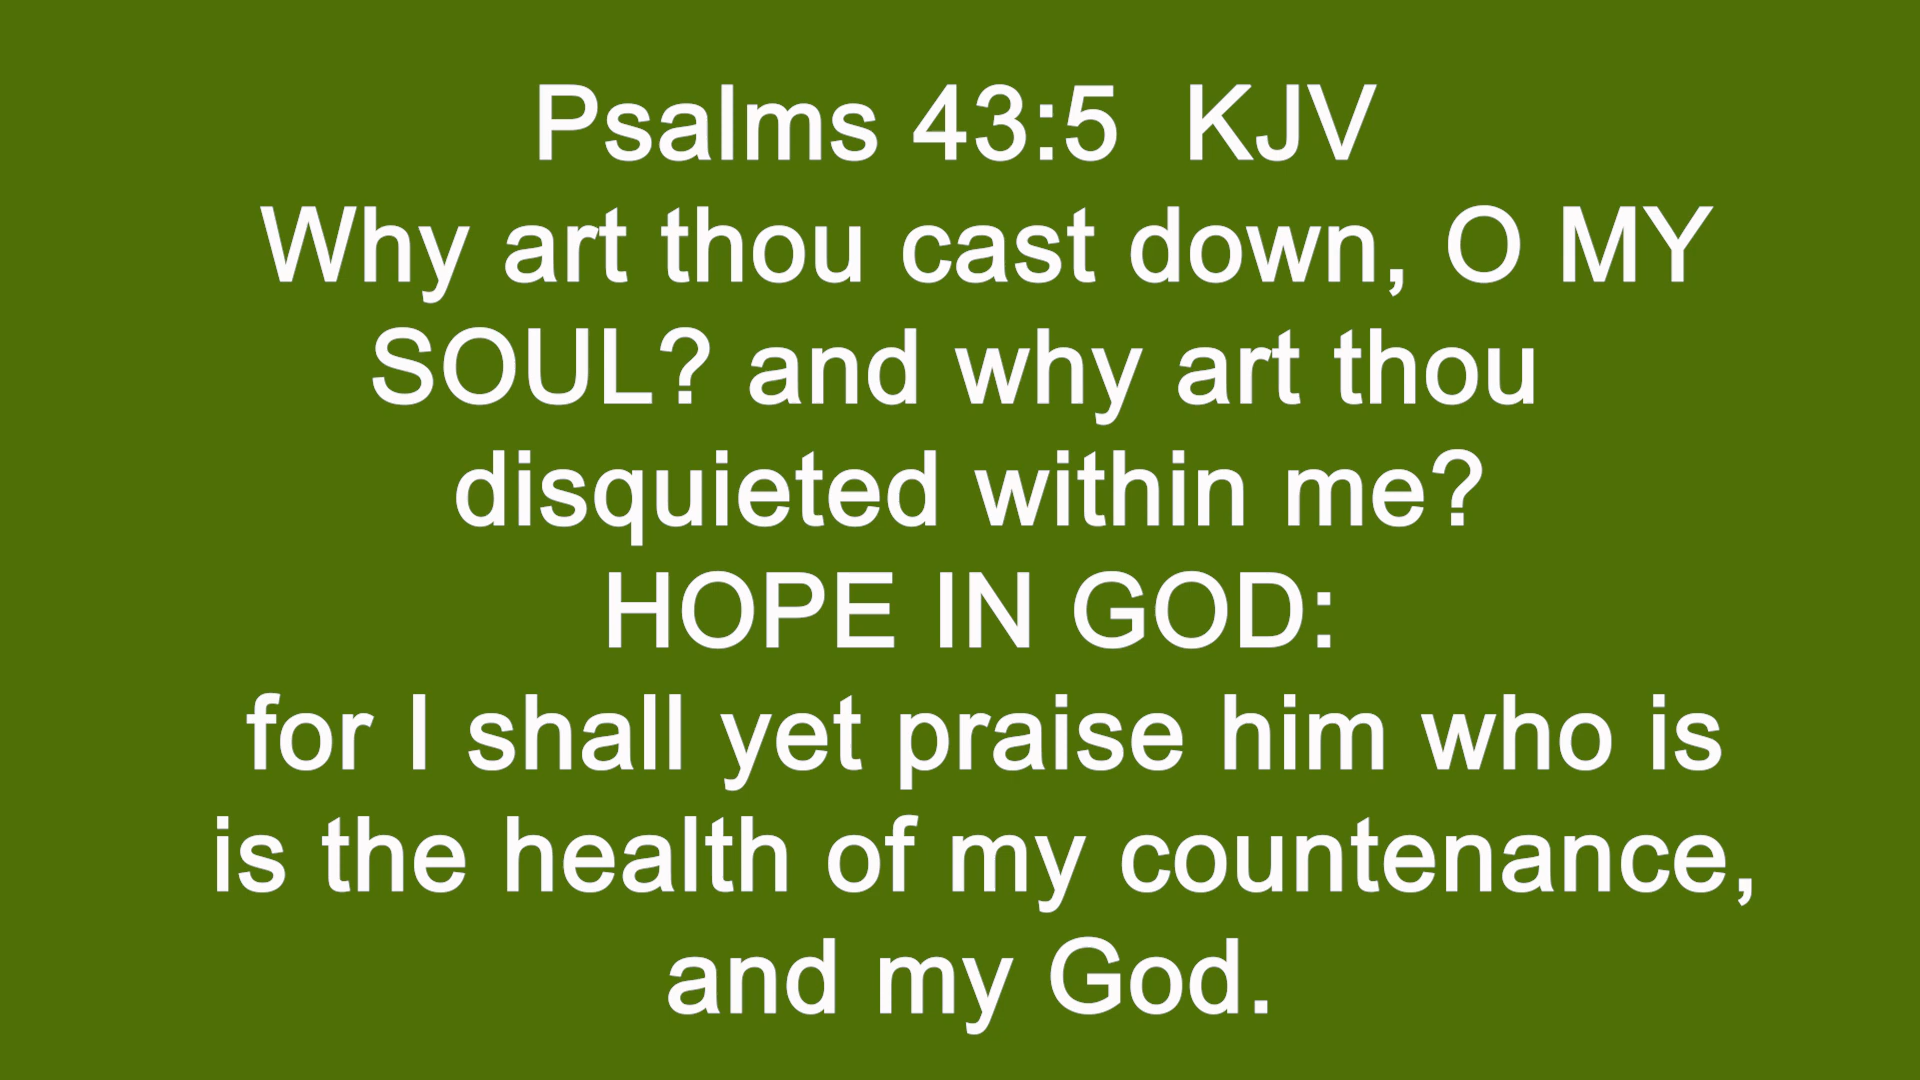 Psalms 43:5  KJV
Why art thou cast down, O MY
SOUL? and why art thou
disquieted within me?
HOPE IN GOD:
for I shall yet praise him who is
is the health of my countenance,
and my God.